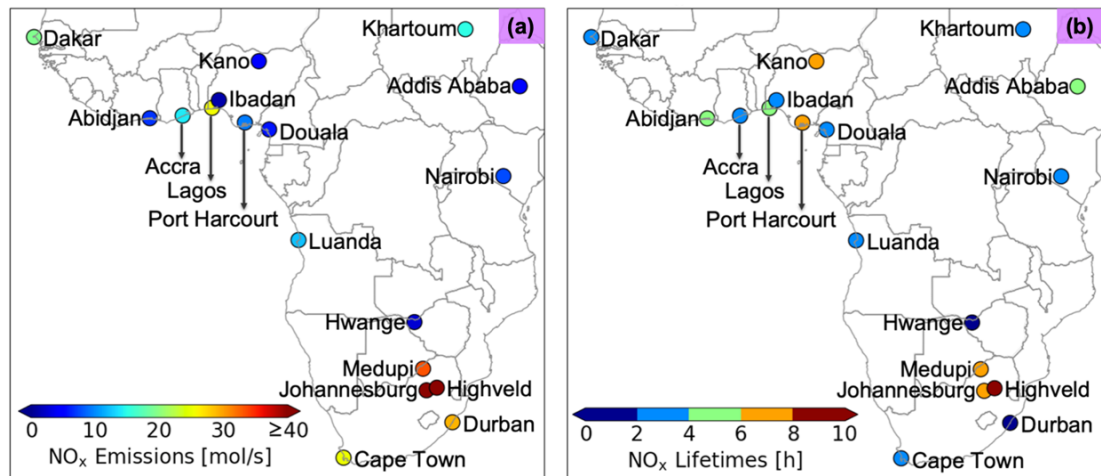 (a)
Khartoum
Dakar
Kano
Addis Ababa
Ibadan
Abidjan
Douala
Accra
Lagos
Nairobi
Port Harcourt
Luanda
Hwange
Medupi
Johannesburg
Highveld
Durban
Cape Town
0 10 20 30 ≥40
NOₓ Emissions [mol/s]
(b)
Khartoum
Dakar
Kano
Addis Ababa
Ibadan
Abidjan
Douala
Accra
Lagos
Nairobi
Port Harcourt
Luanda
Hwange
Medupi
Johannesburg
Highveld
Durban
Cape Town
0 2 4 6 8 10
NOₓ Lifetimes [h]